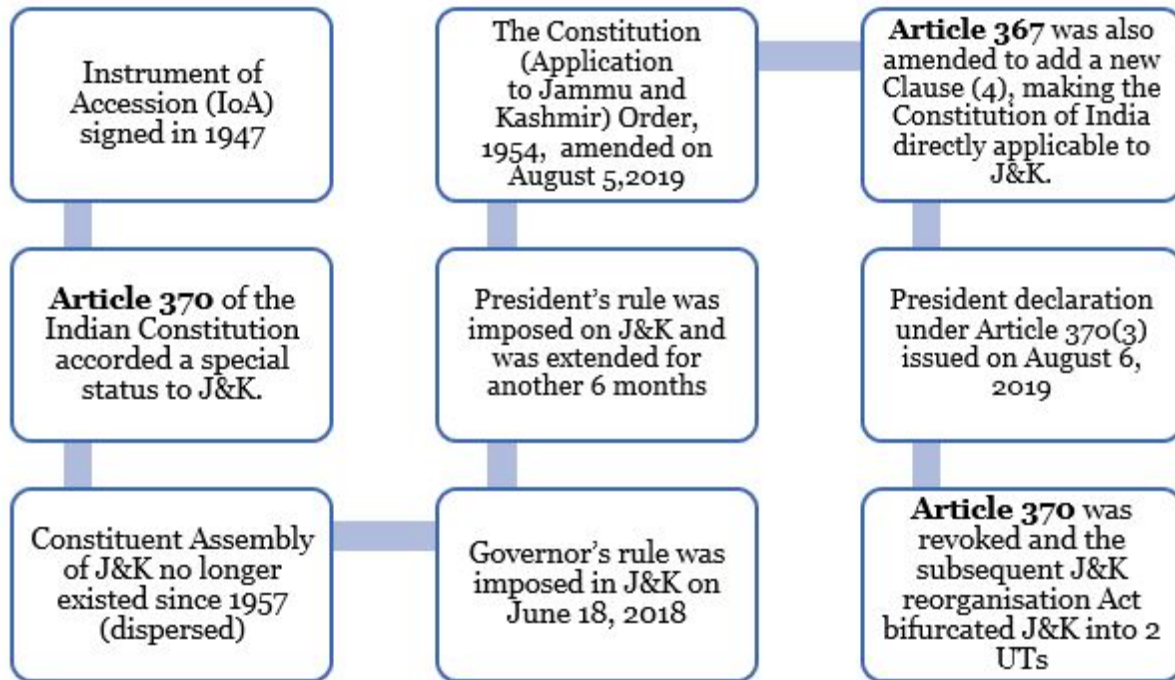 Instrument of
Accession (IoA)
signed in 1947
Article 370 of the
Indian Constitution
accorded a special
status to J&K.
Constituent Assembly
of J&K no longer
existed since 1957
(dispersed)
Governor’s rule was
imposed in J&K on
June 18, 2018
President’s rule was
imposed on J&K and
was extended for
another 6 months
The Constitution
(Application
to Jammu and
Kashmir) Order,
1954, amended on
August 5,2019
Article 367 was also
amended to add a new
Clause (4), making the
Constitution of India
directly applicable to
J&K.
President declaration
under Article 370(3)
issued on August 6,
2019
Article 370 was
revoked and the
subsequent J&K
reorganisation Act
bifurcated J&K into 2
UTs